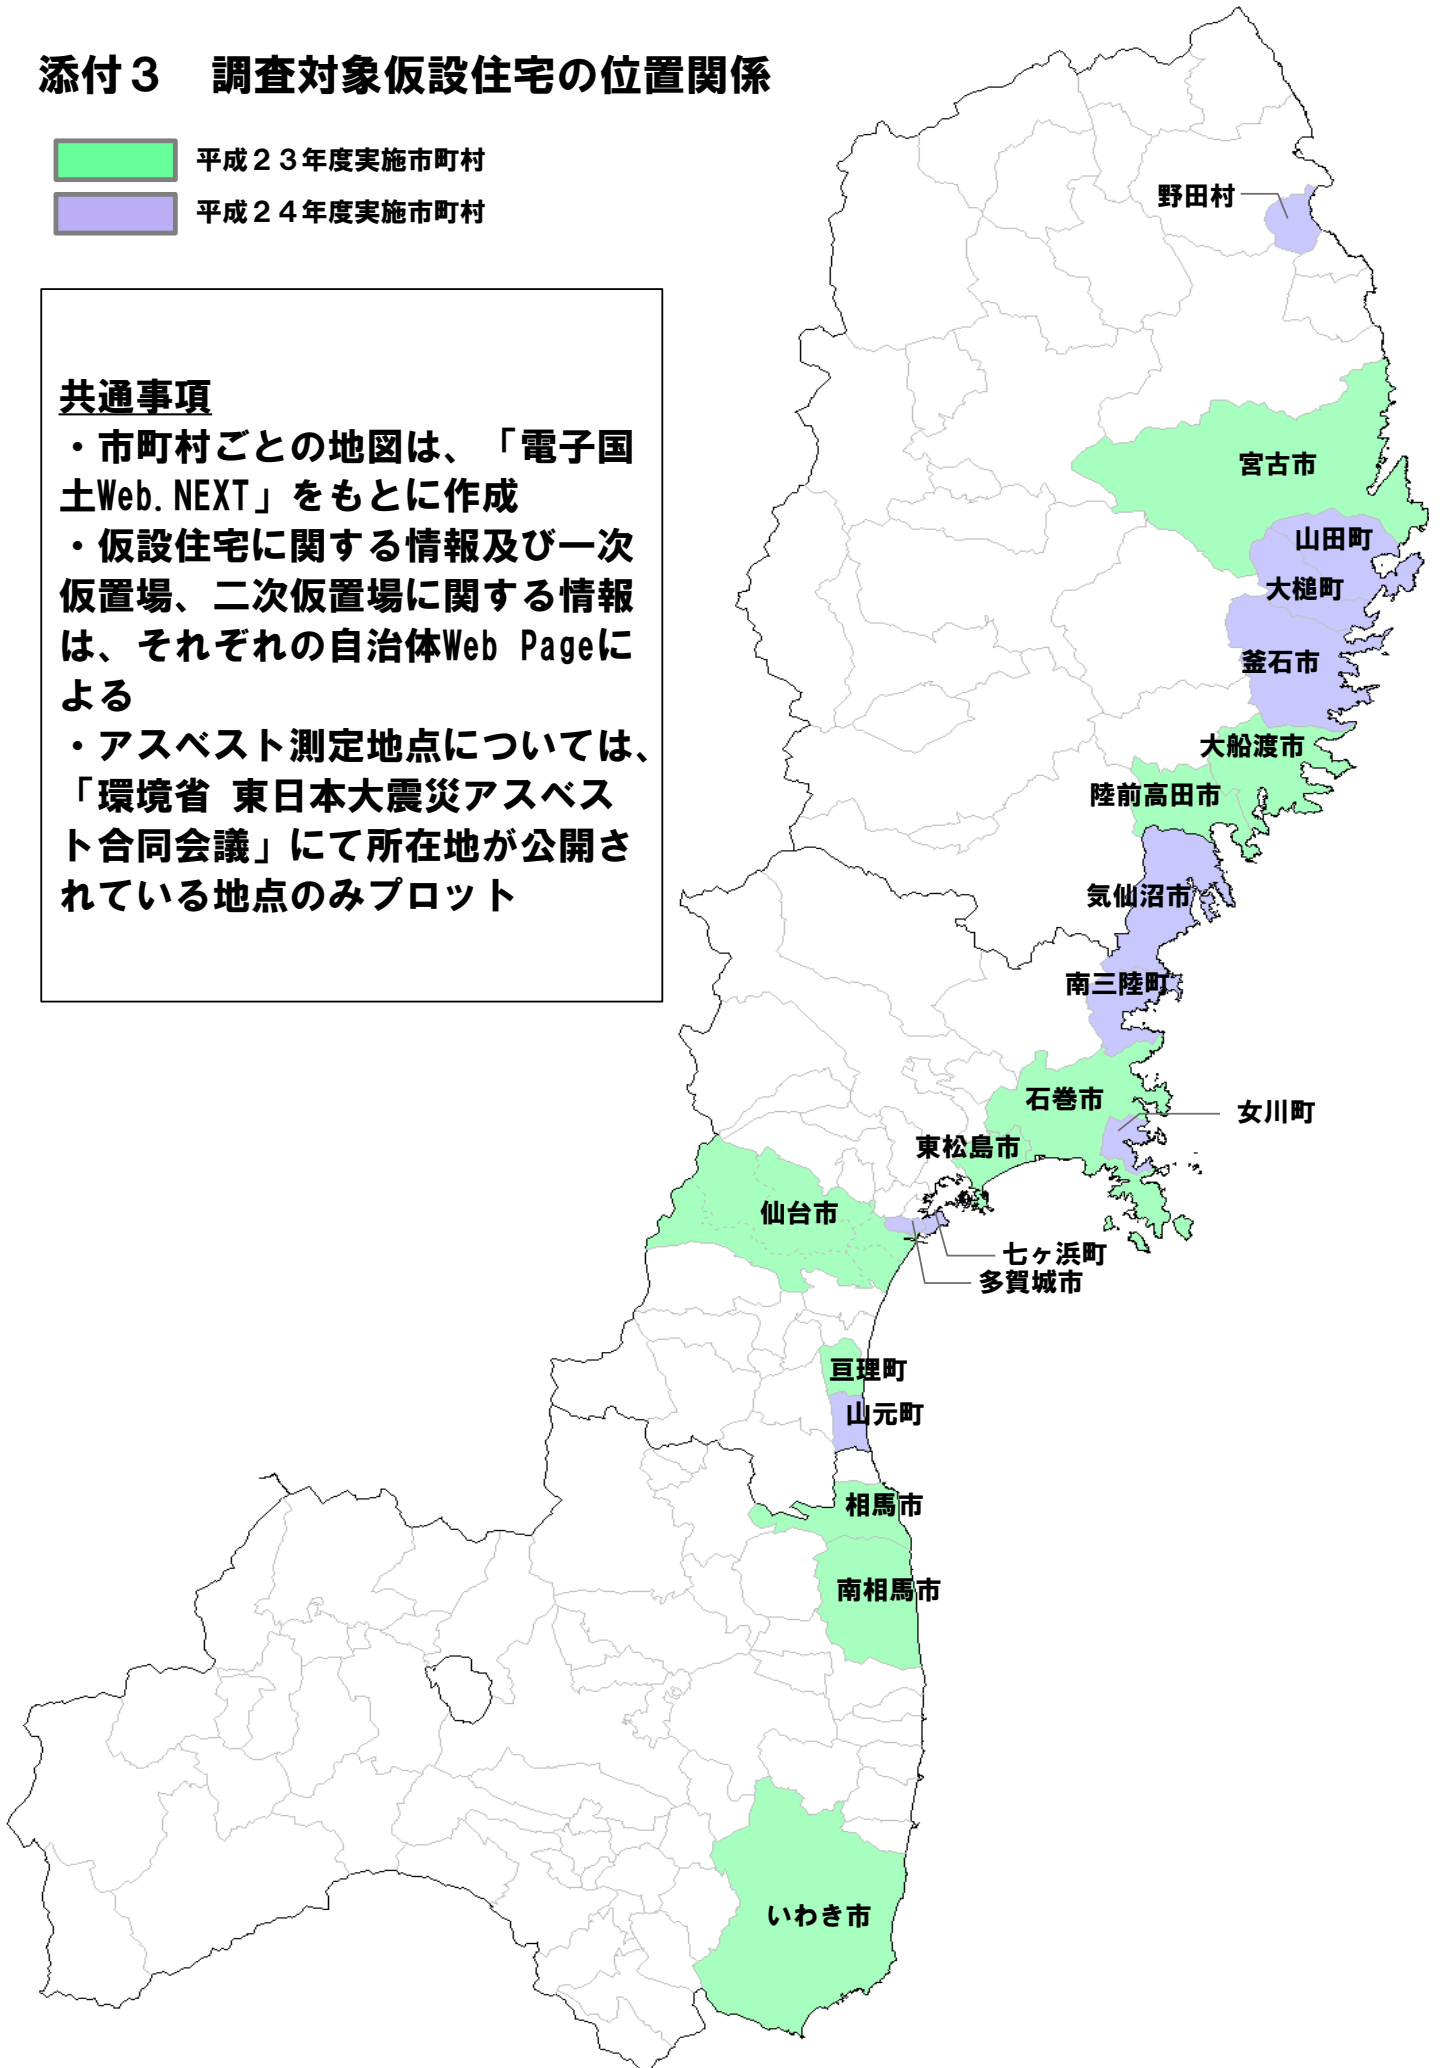 添付３　調査対象仮設住宅の位置関係
平成２３年度実施市町村
平成２４年度実施市町村
共通事項
・市町村ごとの地図は、「電子国
土Web.NEXT」をもとに作成
・仮設住宅に関する情報及び一次
仮置場、二次仮置場に関する情報
は、それぞれの自治体Web Pageに
よる
・アスベスト測定地点については、
「環境省 東日本大震災アスベス
ト合同会議」にて所在地が公開さ
れている地点のみプロット
野田村
宮古市
山田町
大槌町
釜石市
大船渡市
陸前高田市
気仙沼市
南三陸町
石巻市
女川町
東松島市
仙台市
七ヶ浜町
多賀城市
亘理町
山元町
相馬市
南相馬市
いわき市